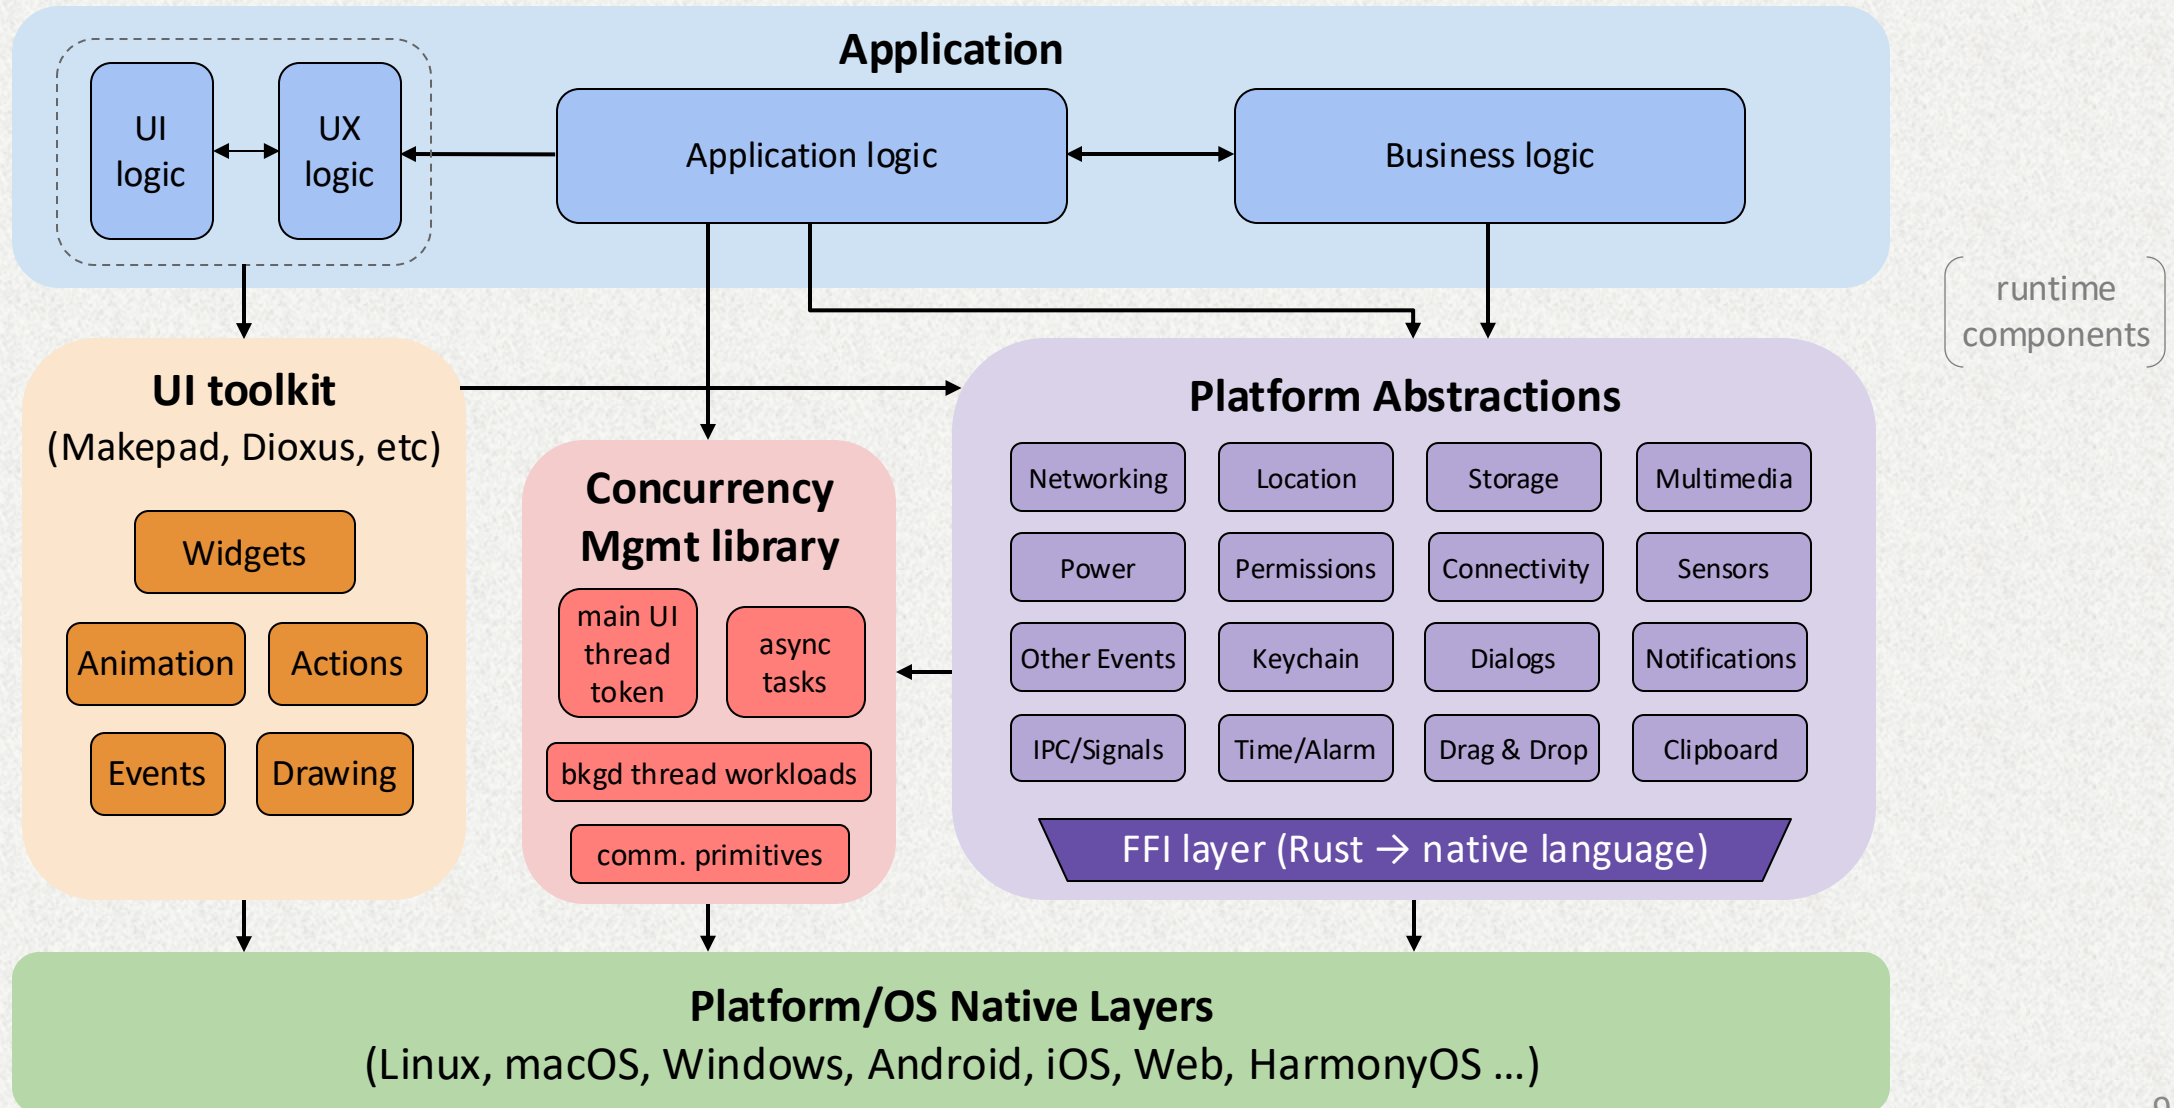 Application
UI
logic
UX
logic
Application logic
Business logic
runtime
components
UI toolkit
(Makepad, Dioxus, etc)
Widgets
Animation
Actions
Events
Drawing
Concurrency
Mgmt library
main UI
thread
token
async
tasks
bkgd thread workloads
comm. primitives
Platform Abstractions
Networking
Location
Storage
Multimedia
Power
Permissions
Connectivity
Sensors
Other Events
Keychain
Dialogs
Notifications
IPC/Signals
Time/Alarm
Drag & Drop
Clipboard
FFI layer (Rust → native language)
Platform/OS Native Layers
(Linux, macOS, Windows, Android, iOS, Web, HarmonyOS ...)